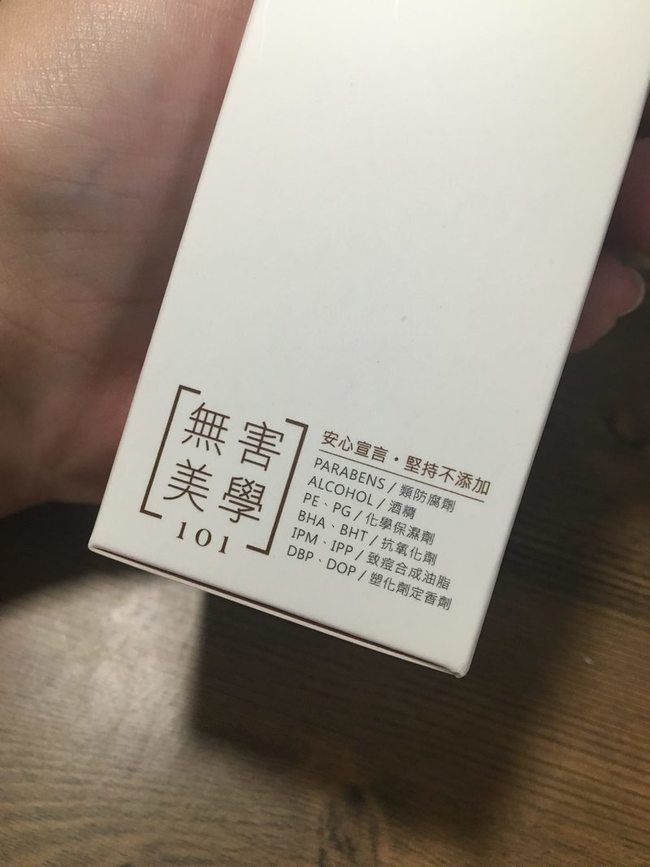 無害
美學
101
安心宣言・堅持不添加
PARABENS / 類防腐劑
ALCOHOL / 酒精
PE、PG / 化學保濕劑
BHA、BHT / 抗氧化劑
IPM、IPP / 致痘合成油脂
DBP、DOP / 塑化劑定香劑